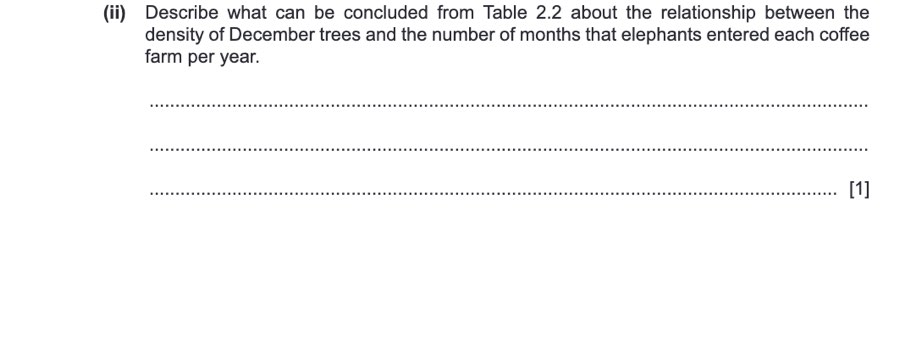 (ii) Describe what can be concluded from Table 2.2 about the relationship between the
density of December trees and the number of months that elephants entered each coffee
farm per year.
..........................................................................................................................................
..........................................................................................................................................
.................................................................................................................................... [1]